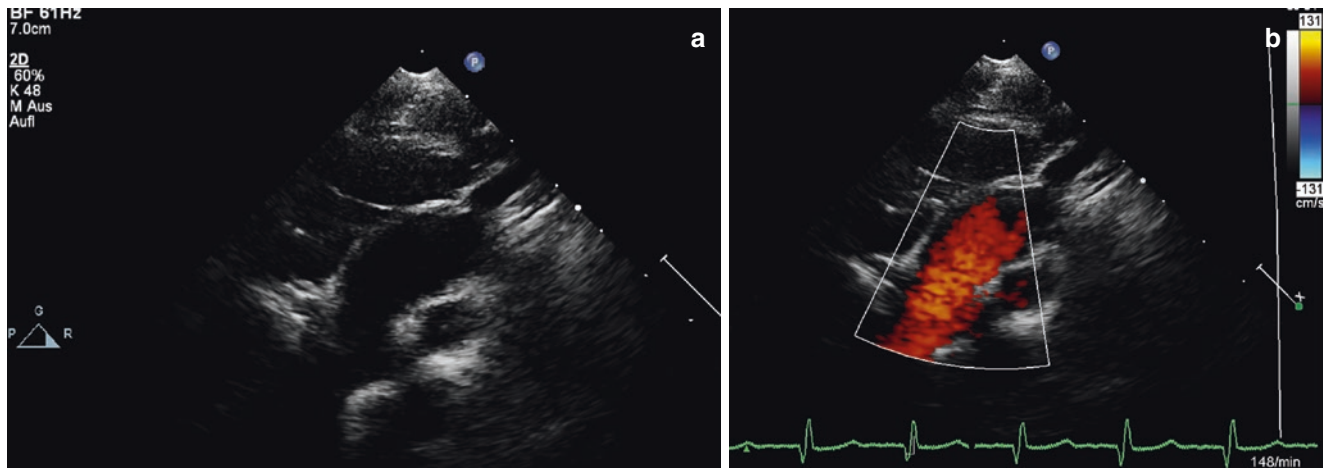 BF 61Hz
7.0cm
2D
60%
K 48
M Aus
Aufl
P
G
P R
a
P
b
131
-131
cm/s
148/min